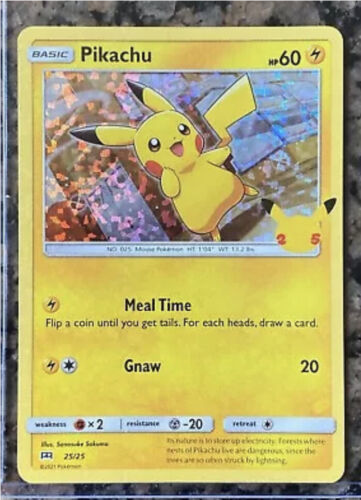 BASIC Pikachu HP60
25
NO. 025 Mouse Pokémon HT: 1'04" WT: 13.2 lbs.
Meal Time
Flip a coin until you get tails. For each heads, draw a card.
Gnaw 20
weakness ×2 resistance -20 retreat
Illus. Sanosuke Sakuma
25/25
©2021 Pokémon
Its nature is to store up electricity. Forests where
nests of Pikachu live are dangerous, since the
trees are so often struck by lightning.